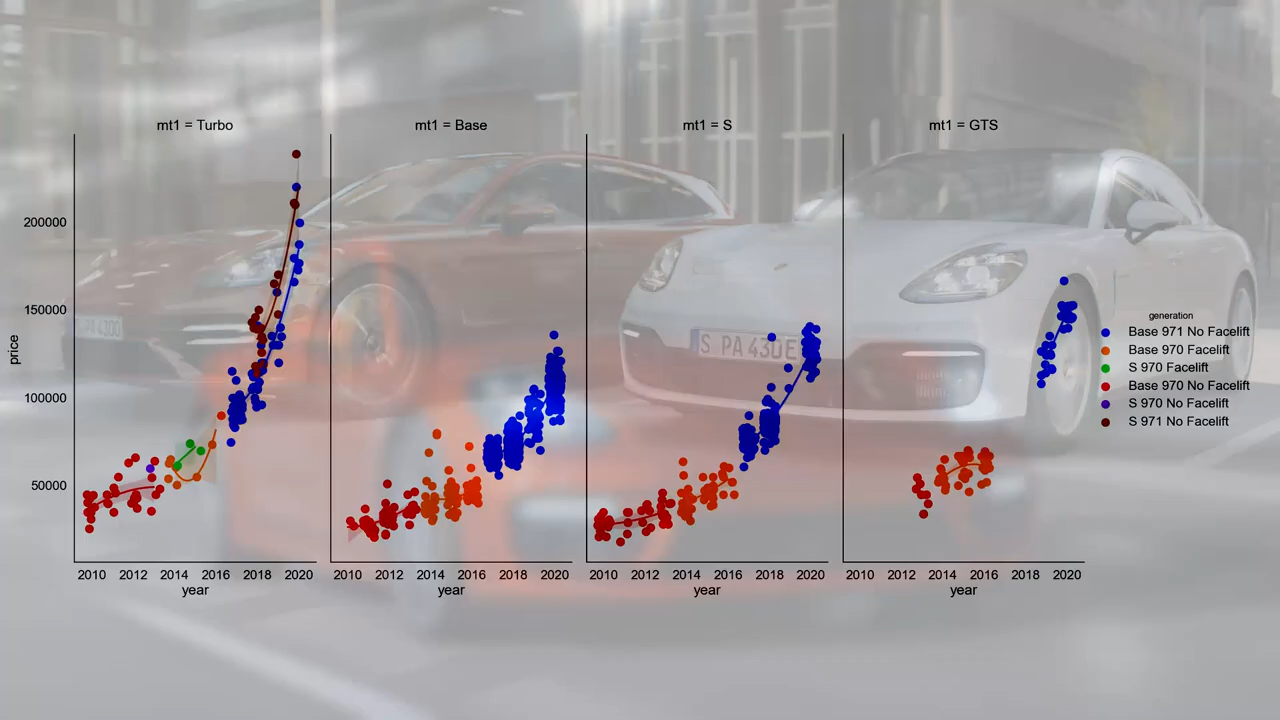 mt1 = Turbo
mt1 = Base
mt1 = S
mt1 = GTS
price
200000
150000
100000
50000
2010 2012 2014 2016 2018 2020
year
2010 2012 2014 2016 2018 2020
year
2010 2012 2014 2016 2018 2020
year
2010 2012 2014 2016 2018 2020
year
generation
Base 971 No Facelift
Base 970 Facelift
S 970 Facelift
Base 970 No Facelift
S 970 No Facelift
S 971 No Facelift
S PA 430E